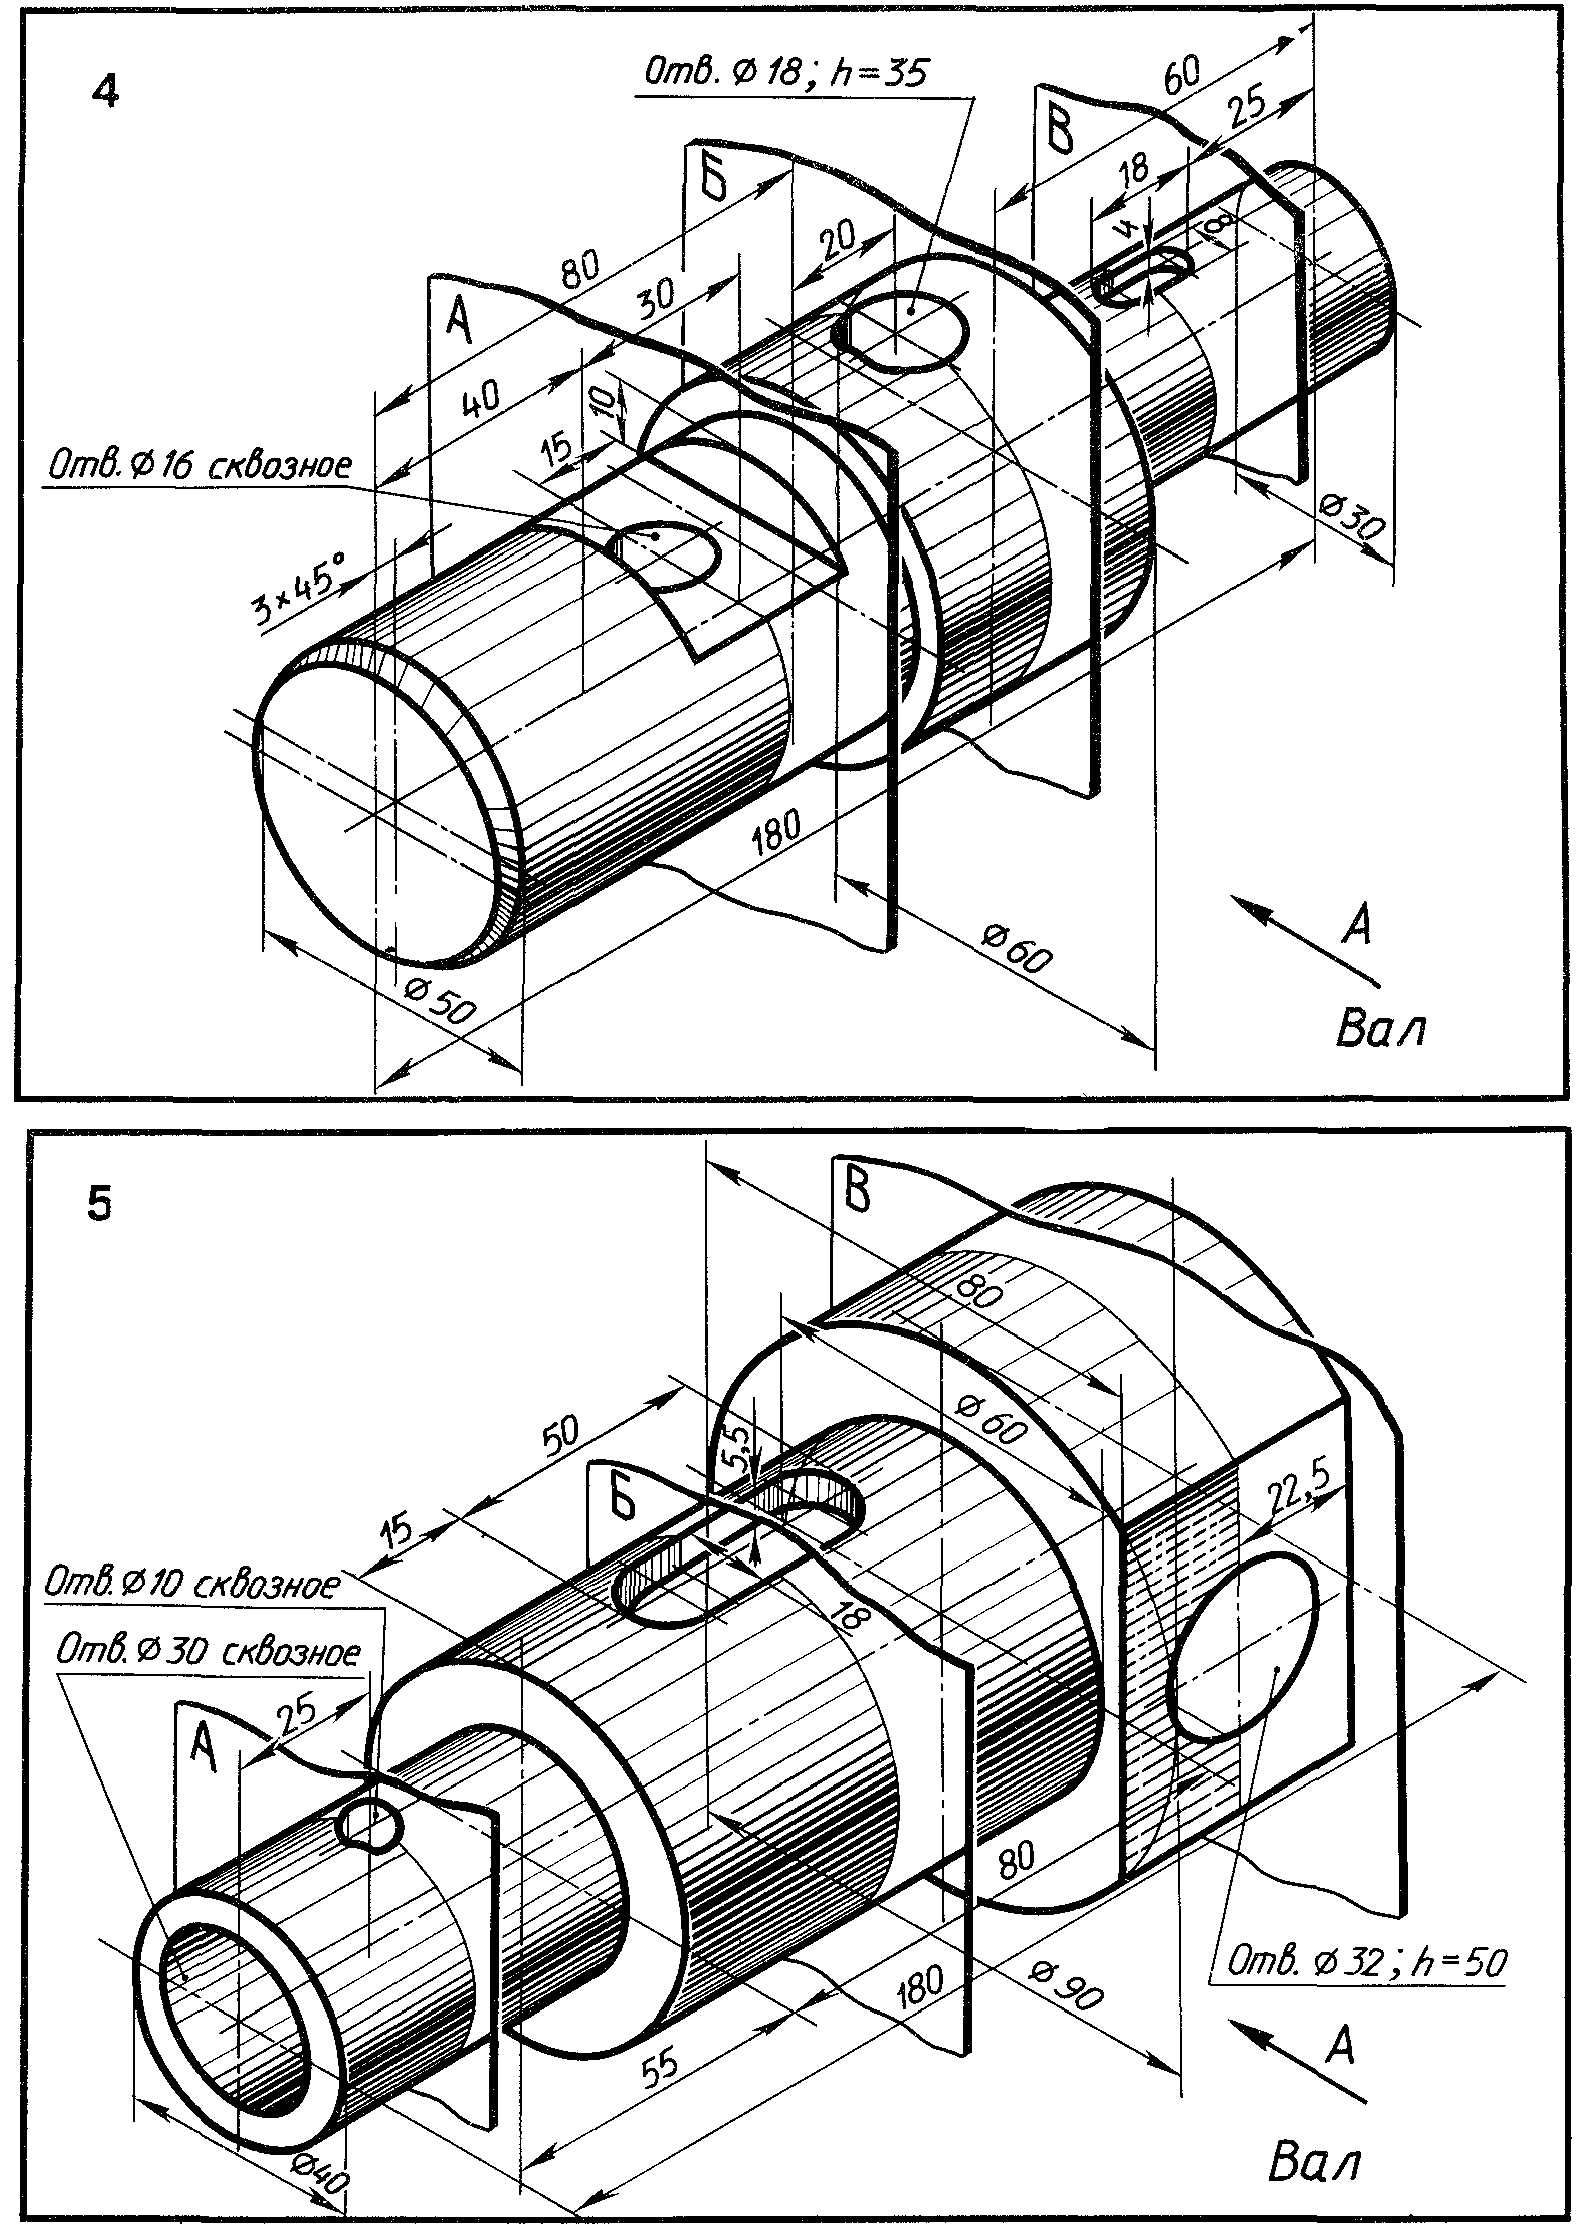 4
Отв. ⌀ 18; h=35
60
25
В
18
4
8
Б
20
80
30
А
40
10
15
Отв. ⌀ 16 сквозное
3×45°
⌀ 30
180
⌀ 60
⌀ 50
А
Вал
5
В
80
⌀ 60
50
5,5
Б
22,5
15
Отв. ⌀ 10 сквозное
18
Отв. ⌀ 30 сквозное
25
А
80
Отв. ⌀ 32; h=50
180
⌀ 90
55
А
⌀40
Вал